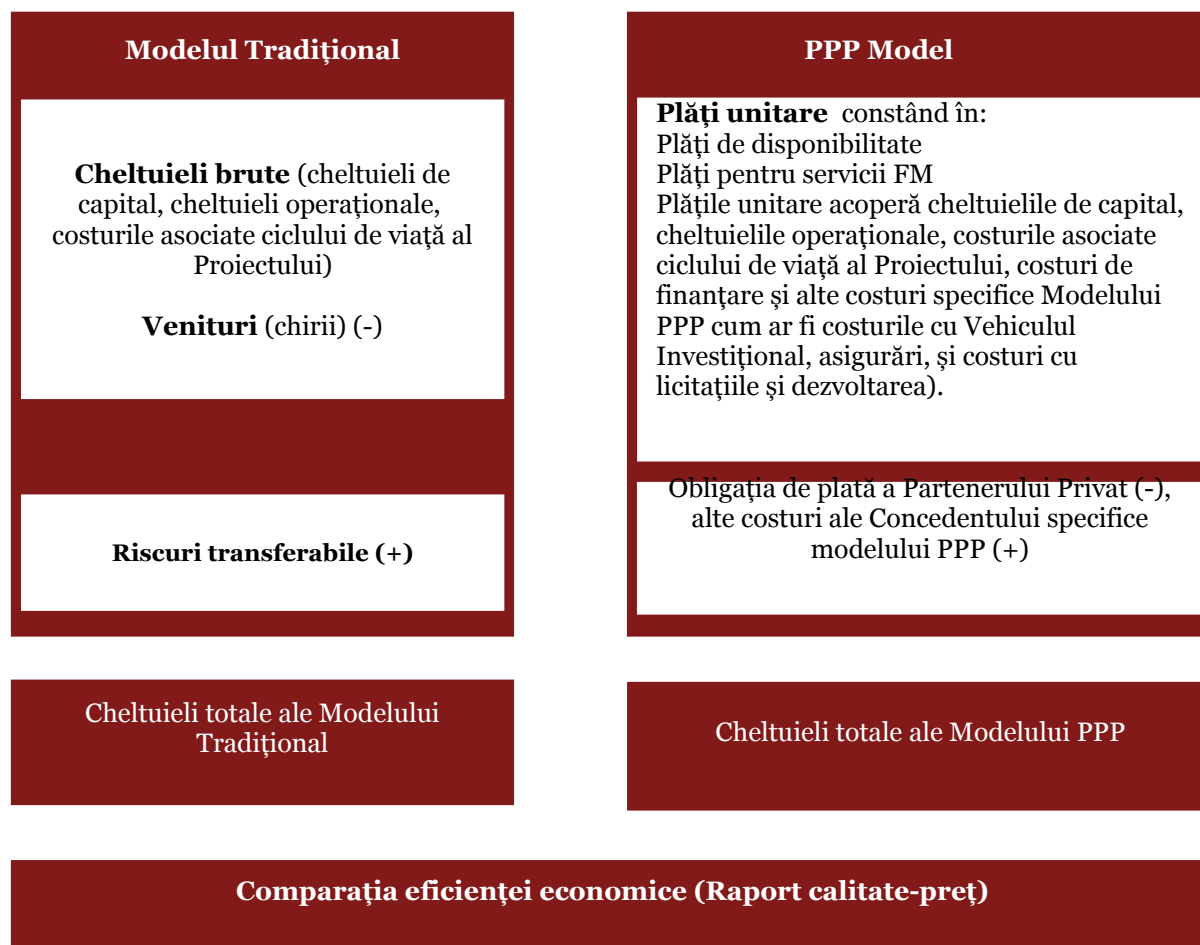 Modelul Tradițional
Cheltuieli brute (cheltuieli de
capital, cheltuieli operaționale,
costurile asociate ciclului de viață al
Proiectului)
Venituri (chirii) (-)
Riscuri transferabile (+)
Cheltuieli totale ale Modelului
Tradițional
PPP Model
Plăți unitare constând în:
Plăți de disponibilitate
Plăți pentru servicii FM
Plățile unitare acoperă cheltuielile de capital,
cheltuielile operaționale, costurile asociate
ciclului de viață al Proiectului, costuri de
finanțare și alte costuri specifice Modelului
PPP cum ar fi costurile cu Vehiculul
Investițional, asigurări, și costuri cu
licitațiile și dezvoltarea).
Obligația de plată a Partenerului Privat (-),
alte costuri ale Concedentului specifice
modelului PPP (+)
Cheltuieli totale ale Modelului PPP
Comparația eficienței economice (Raport calitate-preț)